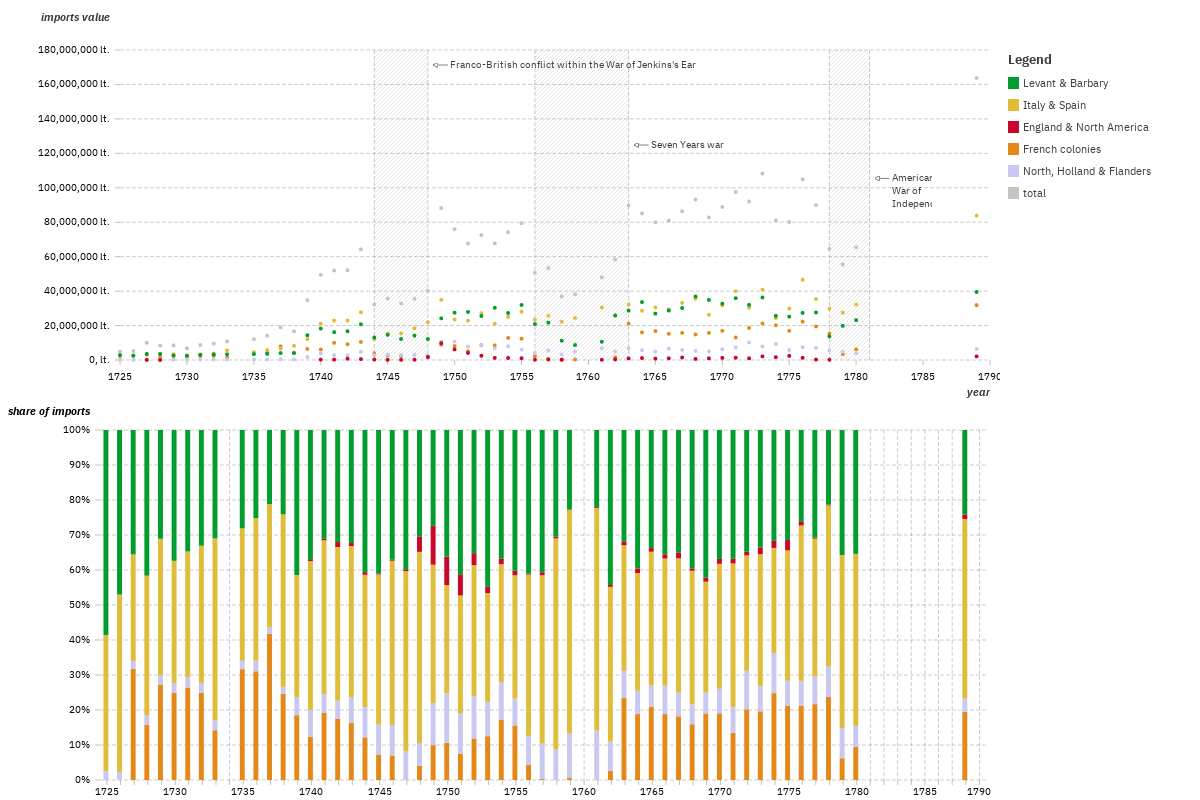 imports value
180,000,000 lt.
160,000,000 lt.
140,000,000 lt.
120,000,000 lt.
100,000,000 lt.
80,000,000 lt.
60,000,000 lt.
40,000,000 lt.
20,000,000 lt.
0, lt.
Franco-British conflict within the War of Jenkins's Ear
Seven Years war
American
War of
Independ
1725 1730 1735 1740 1745 1750 1755 1760 1765 1770 1775 1780 1785 1790
year
Legend
Levant & Barbary
Italy & Spain
England & North America
French colonies
North, Holland & Flanders
total
share of imports
100%
90%
80%
70%
60%
50%
40%
30%
20%
10%
0%
1725 1730 1735 1740 1745 1750 1755 1760 1765 1770 1775 1780 1785 1790